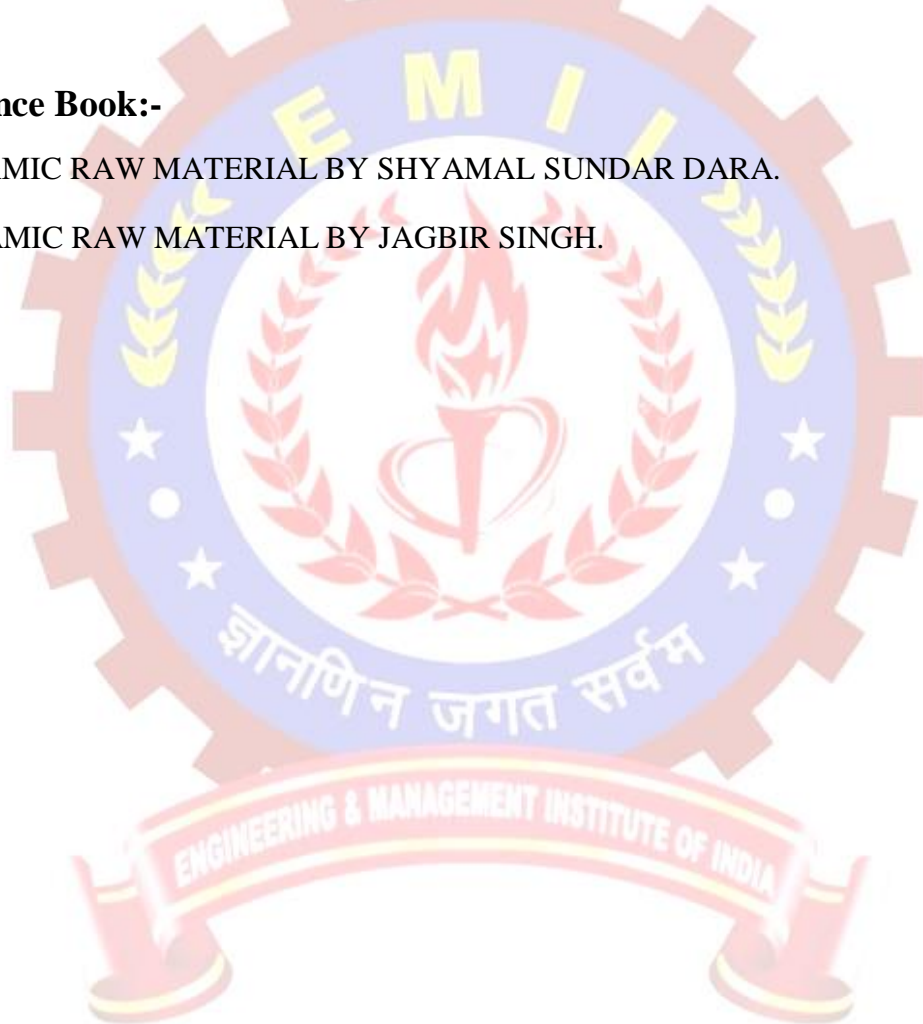 nce Book:-
AMIC RAW MATERIAL BY SHYAMAL SUNDAR DARA.
AMIC RAW MATERIAL BY JAGBIR SINGH.
E M I I
ज्ञानणिन जगत सर्वम
ENGINEERING & MANAGEMENT INSTITUTE OF INDIA